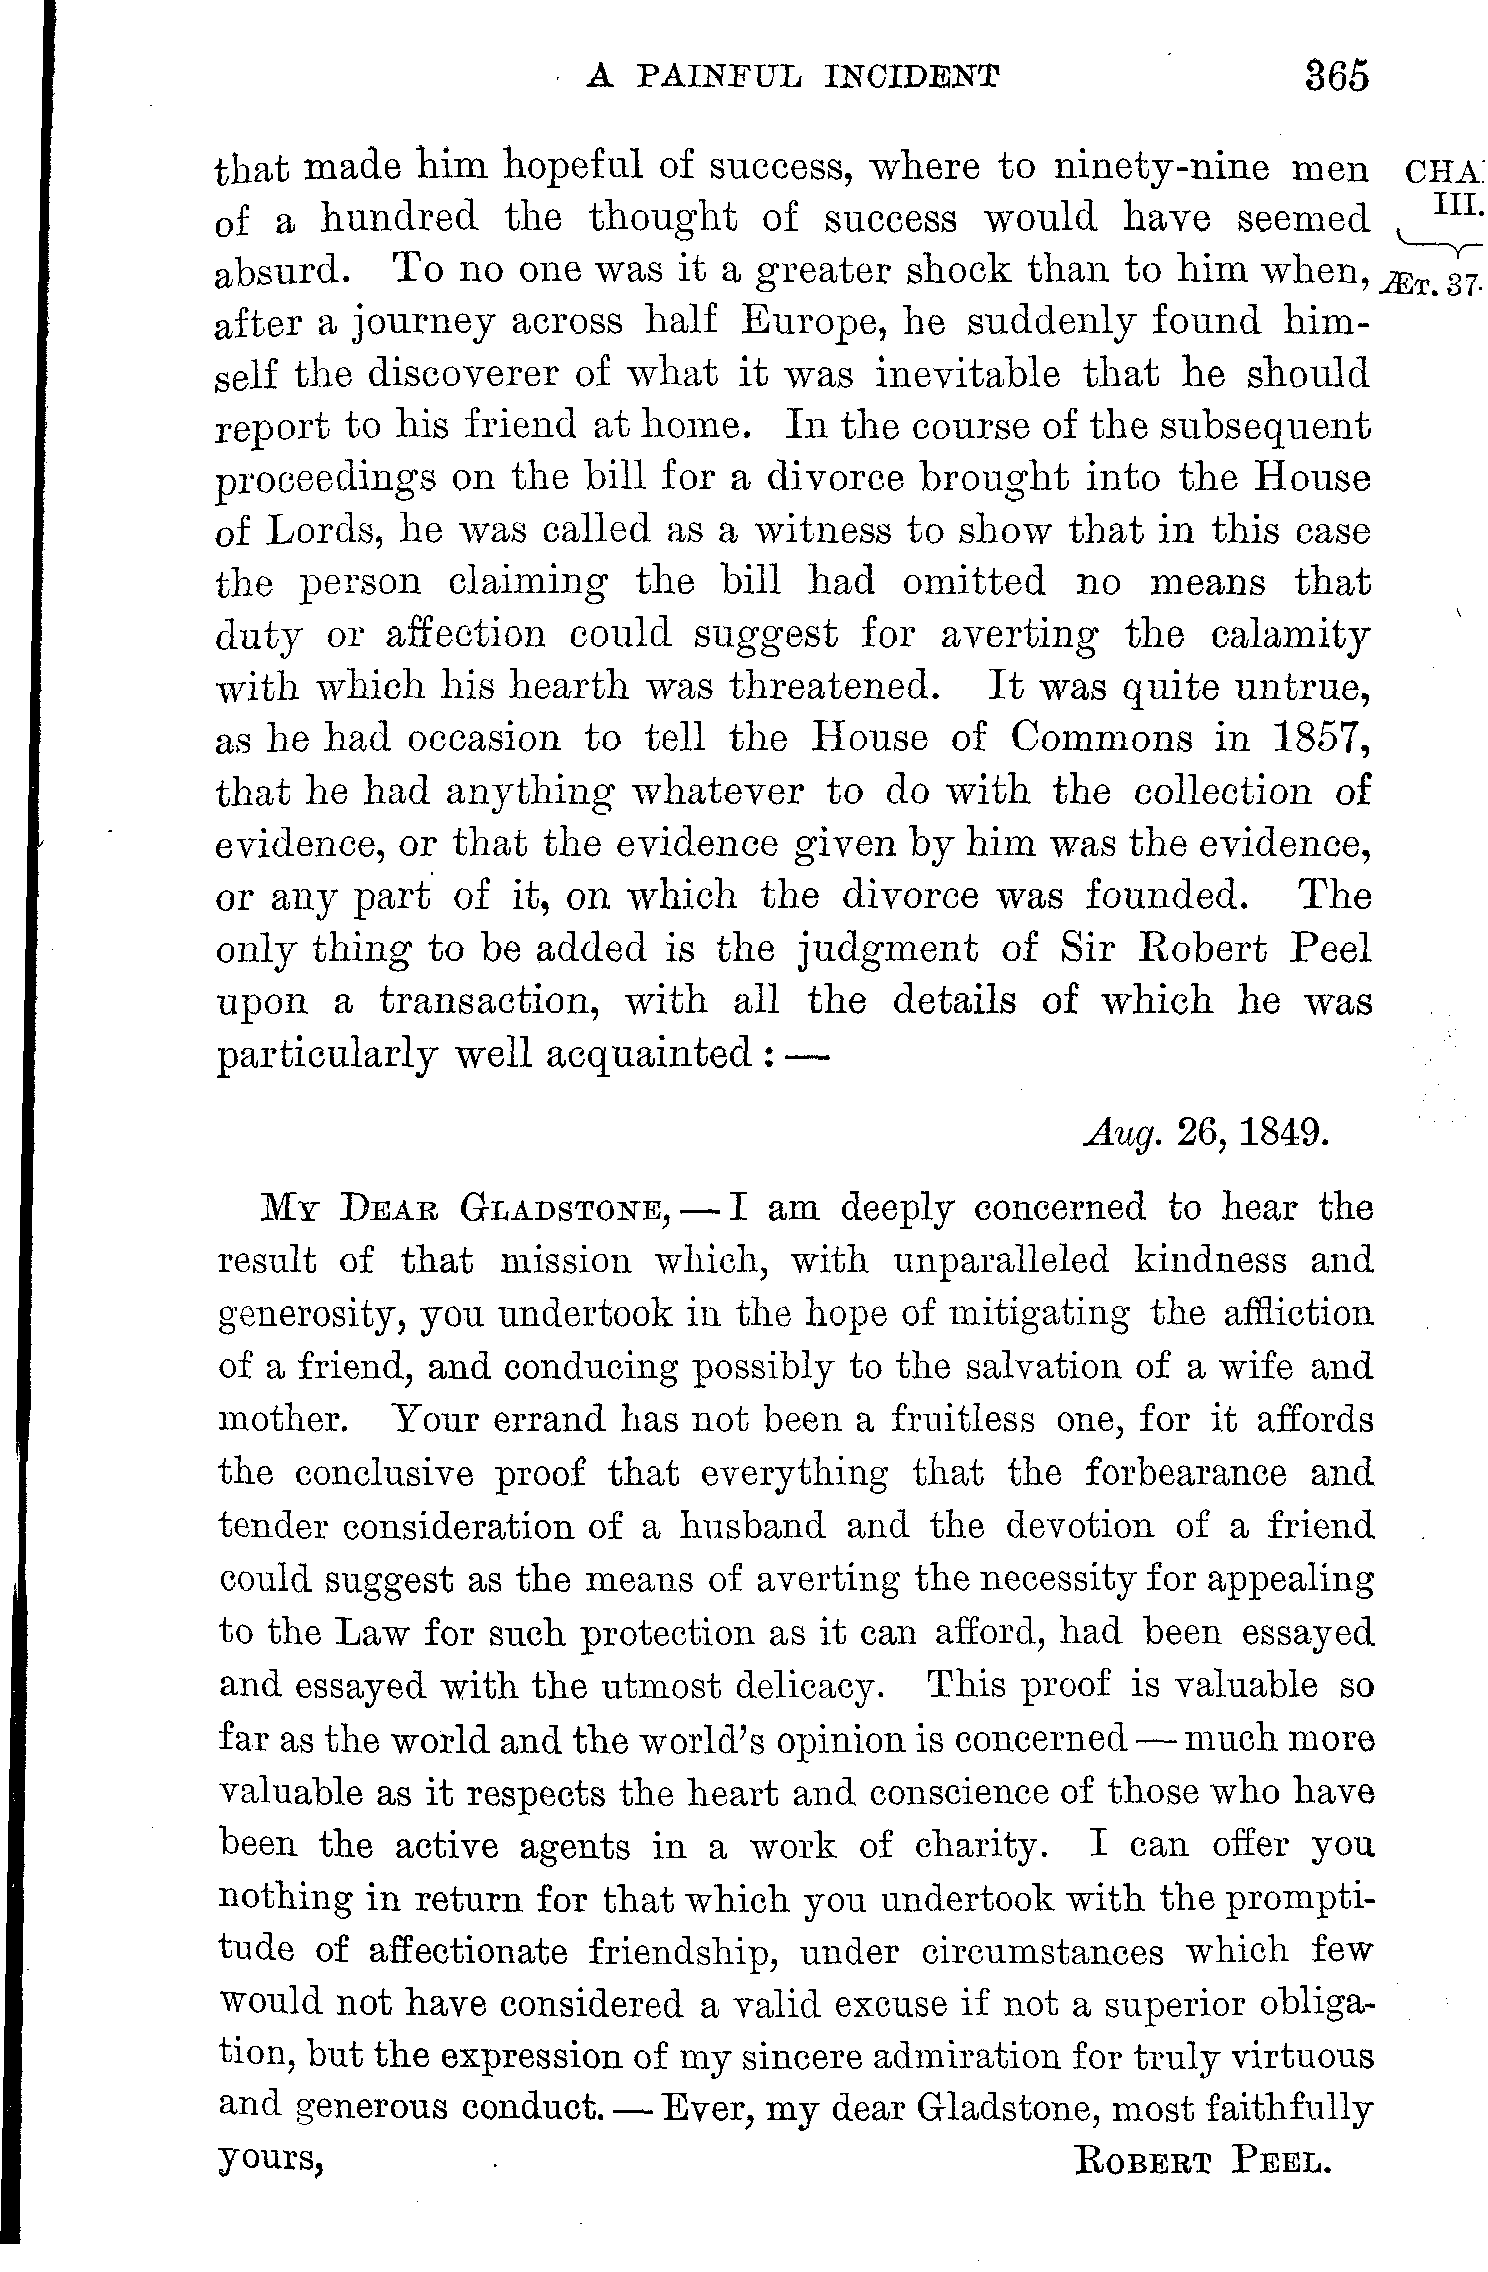 A PAINFUL INCIDENT 365
that made him hopeful of success, where to ninety-nine men
of a hundred the thought of success would have seemed
absurd. To no one was it a greater shock than to him when,
after a journey across half Europe, he suddenly found him-
self the discoverer of what it was inevitable that he should
report to his friend at home. In the course of the subsequent
proceedings on the bill for a divorce brought into the House
of Lords, he was called as a witness to show that in this case
the person claiming the bill had omitted no means that
duty or affection could suggest for averting the calamity
with which his hearth was threatened. It was quite untrue,
as he had occasion to tell the House of Commons in 1857,
that he had anything whatever to do with the collection of
evidence, or that the evidence given by him was the evidence,
or any part of it, on which the divorce was founded. The
only thing to be added is the judgment of Sir Robert Peel
upon a transaction, with all the details of which he was
particularly well acquainted : —
CHA
III.
ÆT. 37.
Aug. 26, 1849.
MY DEAR GLADSTONE, — I am deeply concerned to hear the
result of that mission which, with unparalleled kindness and
generosity, you undertook in the hope of mitigating the affliction
of a friend, and conducing possibly to the salvation of a wife and
mother. Your errand has not been a fruitless one, for it affords
the conclusive proof that everything that the forbearance and
tender consideration of a husband and the devotion of a friend
could suggest as the means of averting the necessity for appealing
to the Law for such protection as it can afford, had been essayed
and essayed with the utmost delicacy. This proof is valuable so
far as the world and the world's opinion is concerned — much more
valuable as it respects the heart and conscience of those who have
been the active agents in a work of charity. I can offer you
nothing in return for that which you undertook with the prompti-
tude of affectionate friendship, under circumstances which few
would not have considered a valid excuse if not a superior obliga-
tion, but the expression of my sincere admiration for truly virtuous
and generous conduct. — Ever, my dear Gladstone, most faithfully
yours, ROBERT PEEL.